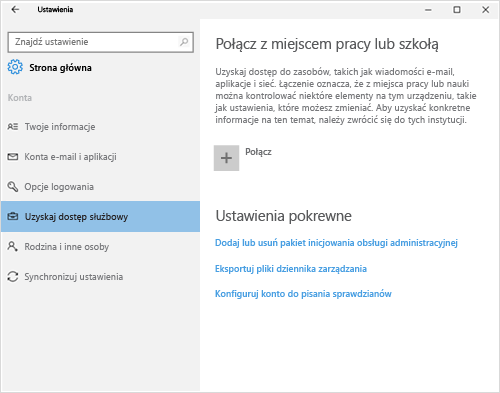 Ustawienia
Znajdź ustawienie
Strona główna
Konta
Twoje informacje
Konta e-mail i aplikacji
Opcje logowania
Uzyskaj dostęp służbowy
Rodzina i inne osoby
Synchronizuj ustawienia
Połącz z miejscem pracy lub szkołą
Uzyskaj dostęp do zasobów, takich jak wiadomości e-mail,
aplikacje i sieć. Łączenie oznacza, że z miejsca pracy lub nauki
można kontrolować niektóre elementy na tym urządzeniu, takie
jak ustawienia, które możesz zmieniać. Aby uzyskać konkretne
informacje na ten temat, należy zwrócić się do tych instytucji.
Połącz
Ustawienia pokrewne
Dodaj lub usuń pakiet inicjowania obsługi administracyjnej
Eksportuj pliki dziennika zarządzania
Konfiguruj konto do pisania sprawdzianów